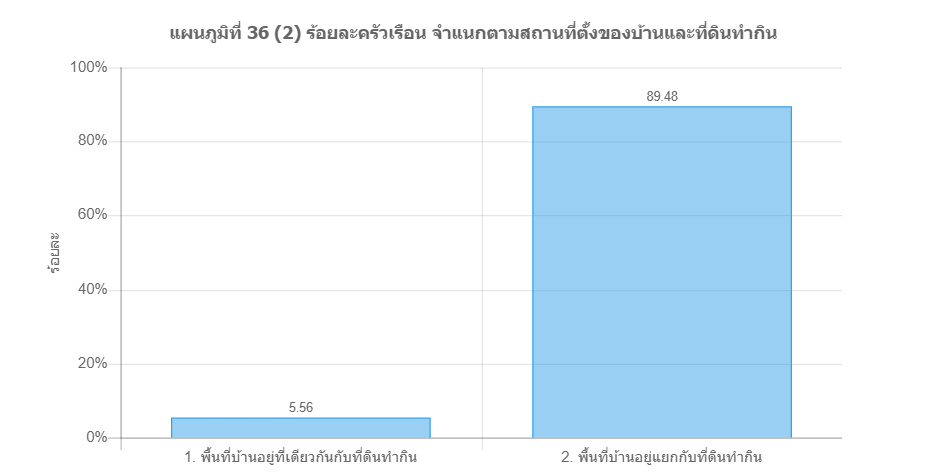 แผนภูมิที่ 36 (2) ร้อยละครัวเรือน จำแนกตามสถานที่ตั้งของบ้านและที่ดินทำกิน
100%
89.48
80%
60%
ร้อยละ
40%
20%
5.56
0%
1. พื้นที่บ้านอยู่ที่เดียวกันกับที่ดินทำกิน
2. พื้นที่บ้านอยู่แยกกับที่ดินทำกิน